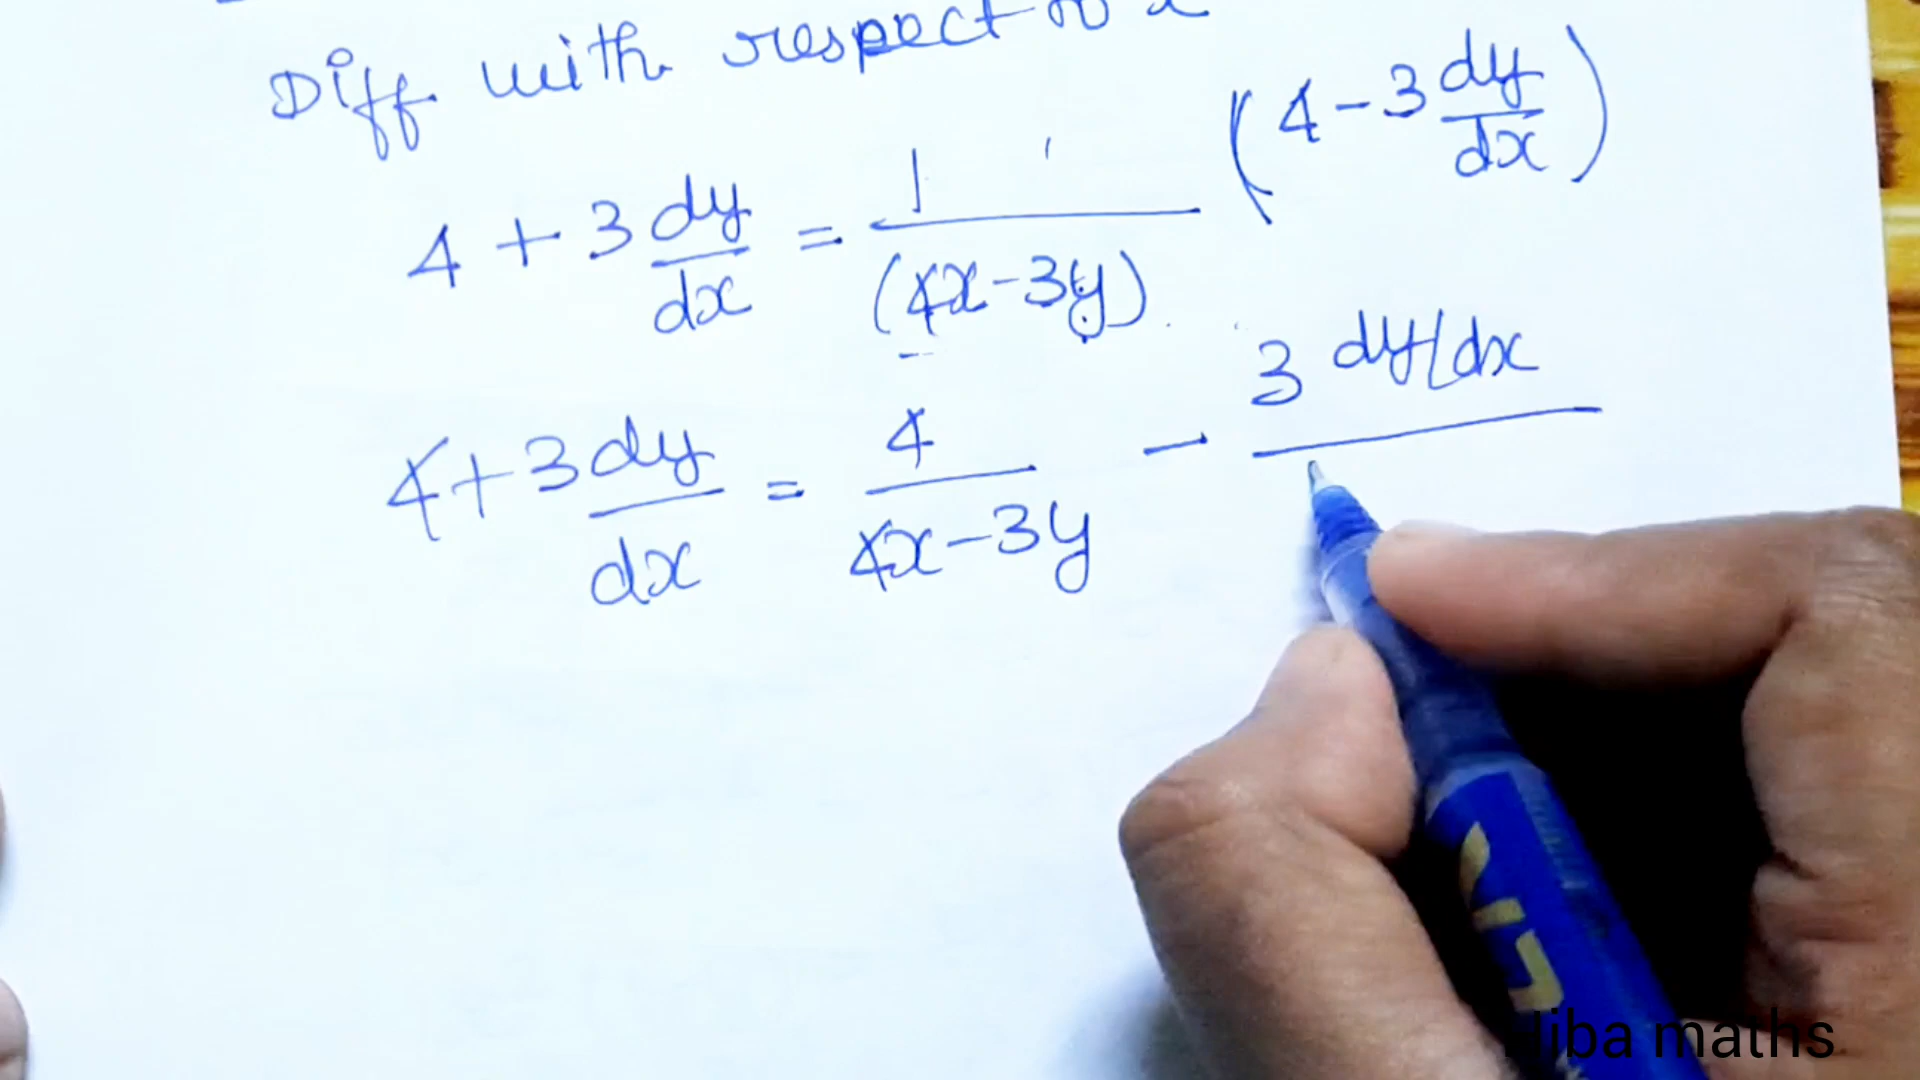 Diff with respect to x
4 + 3 dy/dx = 1/(4x-3y) (4-3 dy/dx)
4+3 dy/dx = 4/4x-3y - 3 dy/dx
Hiba maths